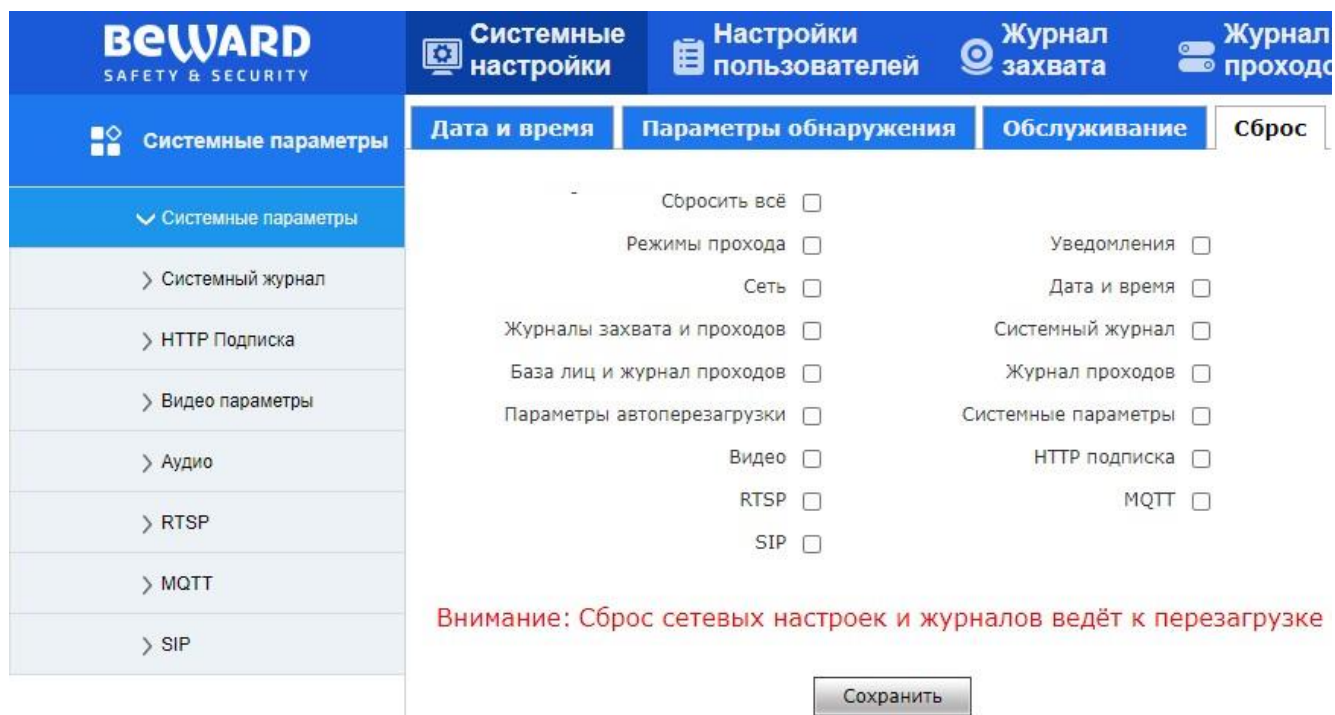 BEWARD
SAFETY & SECURITY
Системные
настройки
Настройки
пользователей
Журнал
захвата
Журнал
Системные параметры
Дата и время
Параметры обнаружения
Обслуживание
Сброс
Системные параметры
Системный журнал
HTTP Подписка
Видео параметры
Аудио
RTSP
MQTT
SIP
Сбросить всё
Режимы прохода Уведомления
Сеть Дата и время
Журналы захвата и проходов Системный журнал
База лиц и журнал проходов Журнал проходов
Параметры автоперезагрузки Системные параметры
Видео HTTP подписка
RTSP MQTT
SIP
Внимание: Сброс сетевых настроек и журналов ведёт к перезагрузке
Сохранить